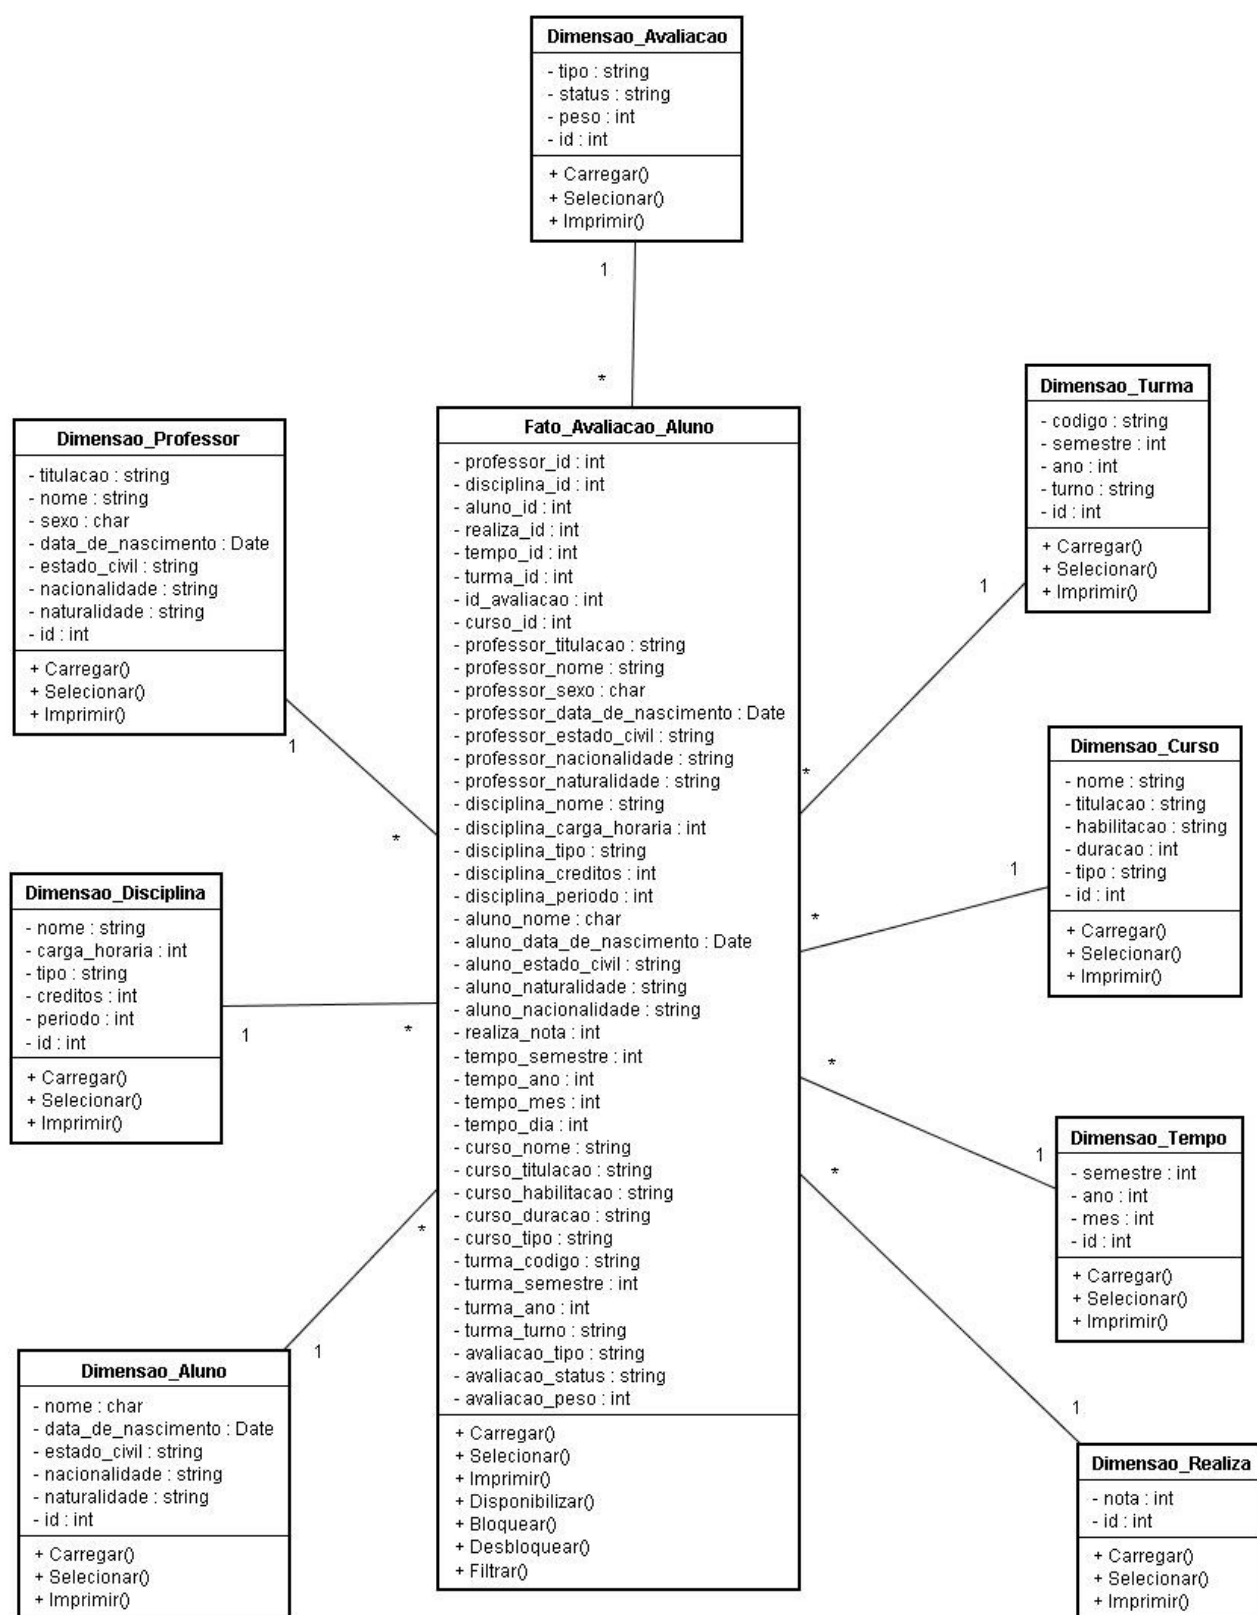 Dimensao_Avaliacao
- tipo : string
- status : string
- peso : int
- id : int
+ Carregar()
+ Selecionar()
+ Imprimir()
1
*
Dimensao_Professor
- titulacao : string
- nome : string
- sexo : char
- data_de_nascimento : Date
- estado_civil : string
- nacionalidade : string
- naturalidade : string
- id : int
+ Carregar()
+ Selecionar()
+ Imprimir()
1
*
Dimensao_Disciplina
- nome : string
- carga_horaria : int
- tipo : string
- creditos : int
- periodo : int
- id : int
+ Carregar()
+ Selecionar()
+ Imprimir()
1
*
Dimensao_Aluno
- nome : char
- data_de_nascimento : Date
- estado_civil : string
- nacionalidade : string
- naturalidade : string
- id : int
+ Carregar()
+ Selecionar()
+ Imprimir()
1
*
Fato_Avaliacao_Aluno
- professor_id : int
- disciplina_id : int
- aluno_id : int
- realiza_id : int
- tempo_id : int
- turma_id : int
- id_avaliacao : int
- curso_id : int
- professor_titulacao : string
- professor_nome : string
- professor_sexo : char
- professor_data_de_nascimento : Date
- professor_estado_civil : string
- professor_nacionalidade : string
- professor_naturalidade : string
- disciplina_nome : string
- disciplina_carga_horaria : int
- disciplina_tipo : string
- disciplina_creditos : int
- disciplina_periodo : int
- aluno_nome : char
- aluno_data_de_nascimento : Date
- aluno_estado_civil : string
- aluno_naturalidade : string
- aluno_nacionalidade : string
- realiza_nota : int
- tempo_semestre : int
- tempo_ano : int
- tempo_mes : int
- tempo_dia : int
- curso_nome : string
- curso_titulacao : string
- curso_habilitacao : string
- curso_duracao : string
- curso_tipo : string
- turma_codigo : string
- turma_semestre : int
- turma_ano : int
- turma_turno : string
- avaliacao_tipo : string
- avaliacao_status : string
- avaliacao_peso : int
+ Carregar()
+ Selecionar()
+ Imprimir()
+ Disponibilizar()
+ Bloquear()
+ Desbloquear()
+ Filtrar()
Dimensao_Turma
- codigo : string
- semestre : int
- ano : int
- turno : string
- id : int
+ Carregar()
+ Selecionar()
+ Imprimir()
1
*
Dimensao_Curso
- nome : string
- titulacao : string
- habilitacao : string
- duracao : int
- tipo : string
- id : int
+ Carregar()
+ Selecionar()
+ Imprimir()
1
*
Dimensao_Tempo
- semestre : int
- ano : int
- mes : int
- id : int
+ Carregar()
+ Selecionar()
+ Imprimir()
1
*
Dimensao_Realiza
- nota : int
- id : int
+ Carregar()
+ Selecionar()
+ Imprimir()
1
*